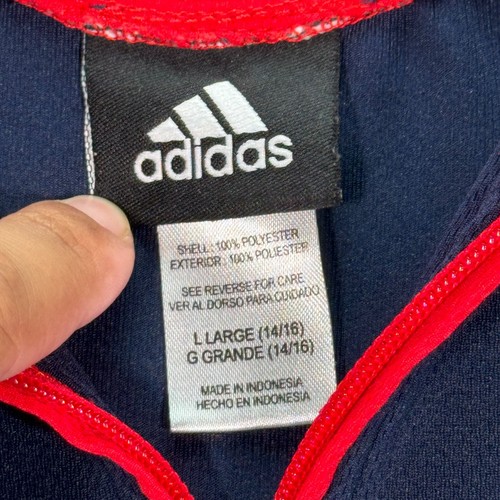 adidas
SHELL : 100% POLYESTER
EXTERIOR : 100% POLIESTER
SEE REVERSE FOR CARE
VER AL DORSO PARA CUIDADO
L LARGE (14/16)
G GRANDE (14/16)
MADE IN INDONESIA
HECHO EN INDONESIA